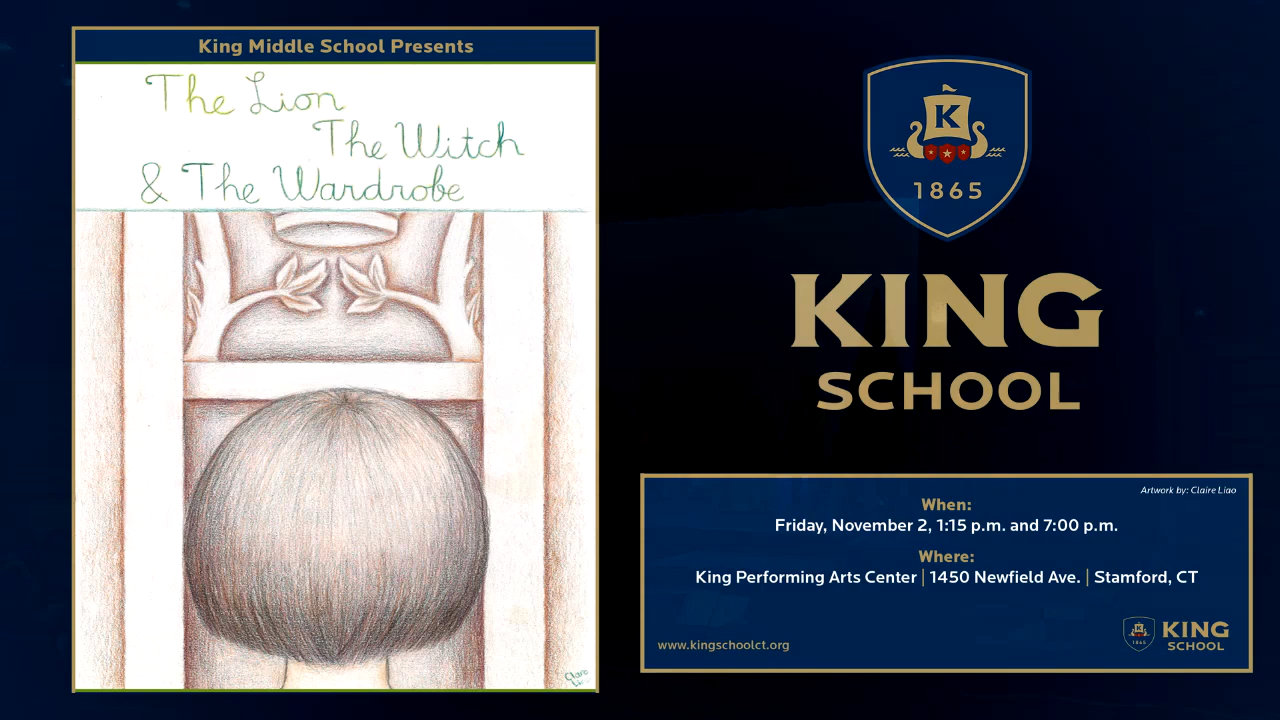 King Middle School Presents
The Lion
The Witch
& The Wardrobe
Claire
K
1865
KING
SCHOOL
Artwork by: Claire Liao
When:
Friday, November 2, 1:15 p.m. and 7:00 p.m.
Where:
King Performing Arts Center | 1450 Newfield Ave. | Stamford, CT
www.kingschoolct.org
K
1865
KING
SCHOOL